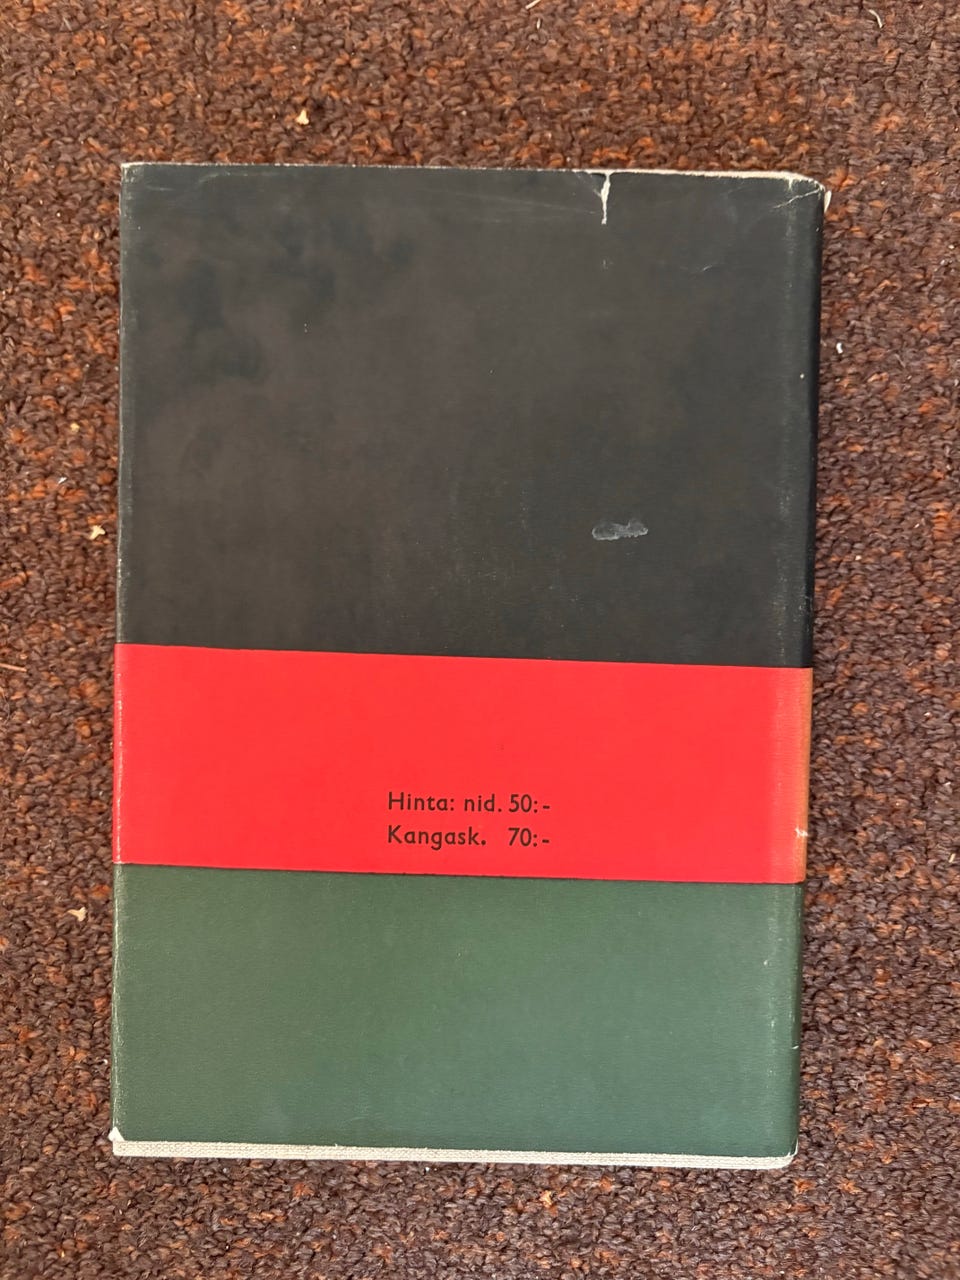 Hinta: nid. 50:-
Kangask. 70:-